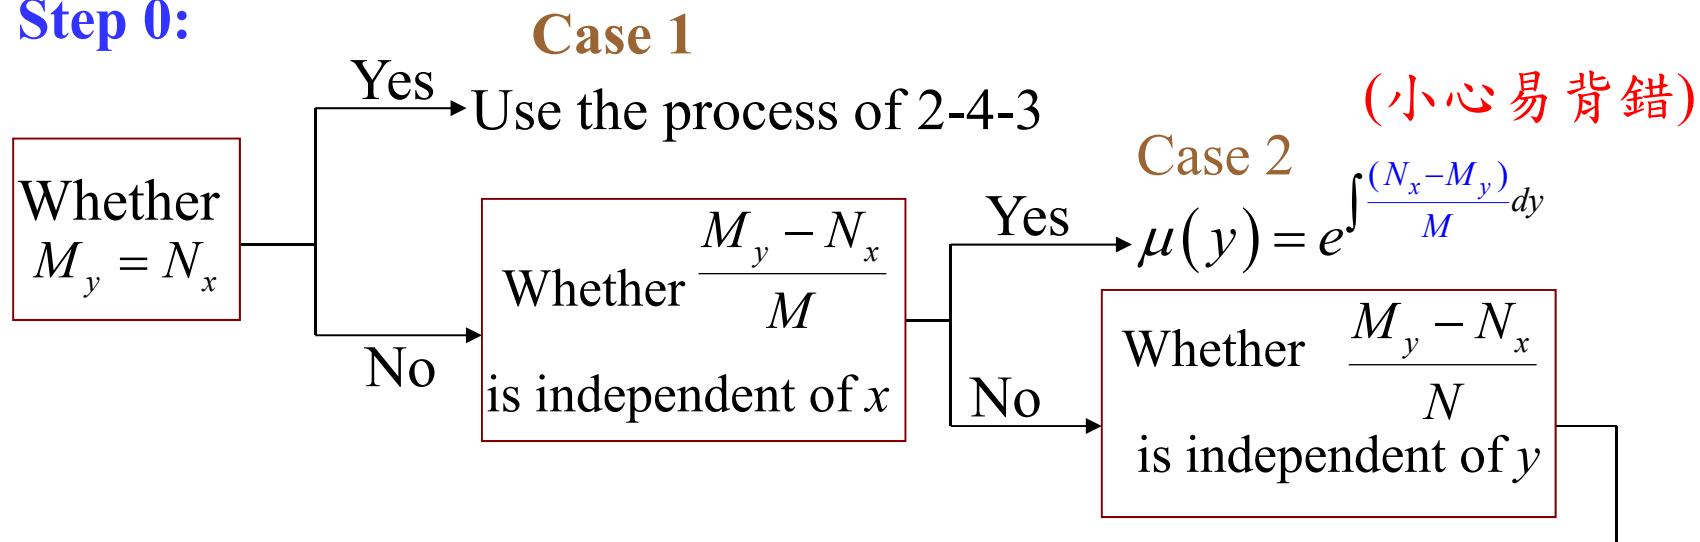 Step 0:
Case 1
Yes
Use the process of 2-4-3
(小心易背錯)
Whether
M_y = N_x
No
Whether (M_y − N_x)/M
is independent of x
Yes
Case 2
μ(y) = e^{∫ (N_x−M_y)/M dy}
No
Whether (M_y − N_x)/N
is independent of y